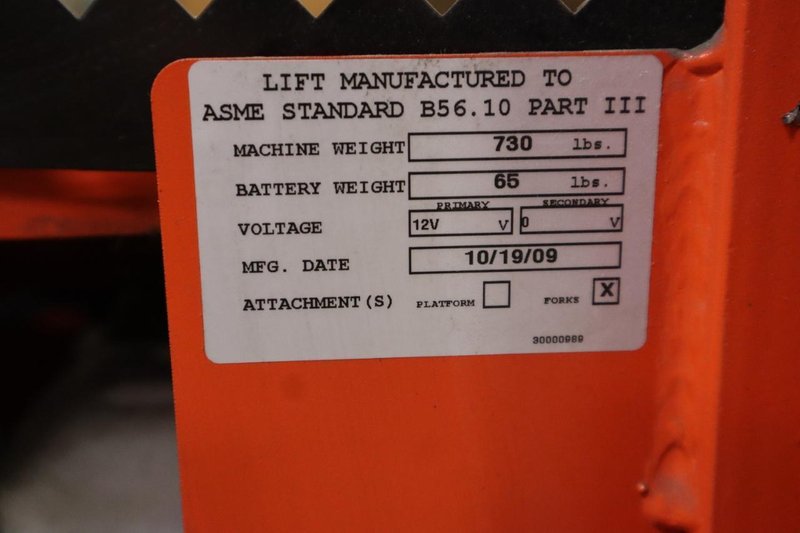 LIFT MANUFACTURED TO
ASME STANDARD B56.10 PART III
MACHINE WEIGHT 730 lbs.
BATTERY WEIGHT 65 lbs.
PRIMARY SECONDARY
VOLTAGE 12V V 0 V
MFG. DATE 10/19/09
ATTACHMENT(S) PLATFORM FORKS X
30000989